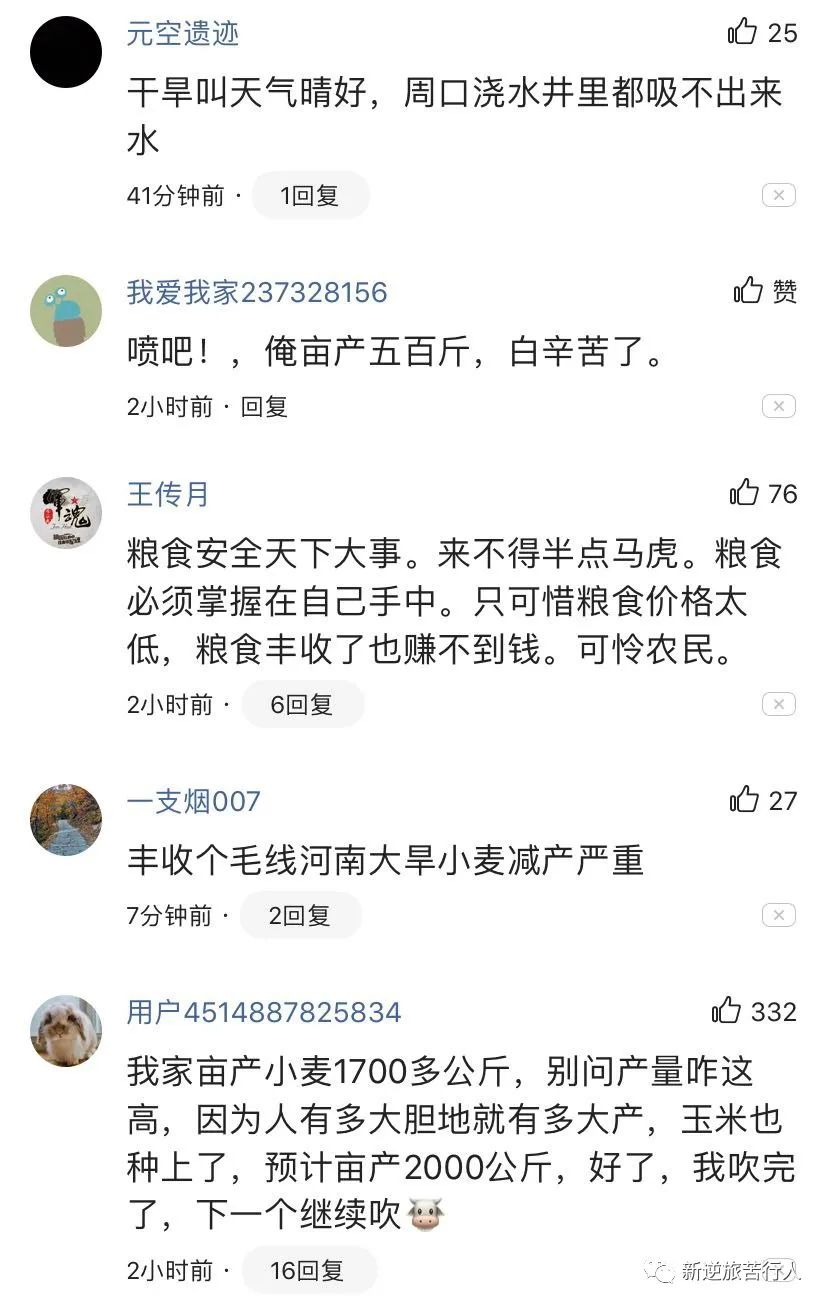 元空遗迹
25
干旱叫天气晴好，周口浇水井里都吸不出来
水
41分钟前 · 1回复
我爱我家237328156
赞
喷吧！，俺亩产五百斤，白辛苦了。
2小时前 · 回复
王传月
76
粮食安全天下大事。来不得半点马虎。粮食
必须掌握在自己手中。只可惜粮食价格太
低，粮食丰收了也赚不到钱。可怜农民。
2小时前 · 6回复
一支烟007
27
丰收个毛线河南大旱小麦减产严重
7分钟前 · 2回复
用户4514887825834
332
我家亩产小麦1700多公斤，别问产量咋这
高，因为人有多大胆地就有多大产，玉米也
种上了，预计亩产2000公斤，好了，我吹完
了，下一个继续吹🐮
2小时前 · 16回复
新逆旅苦行人